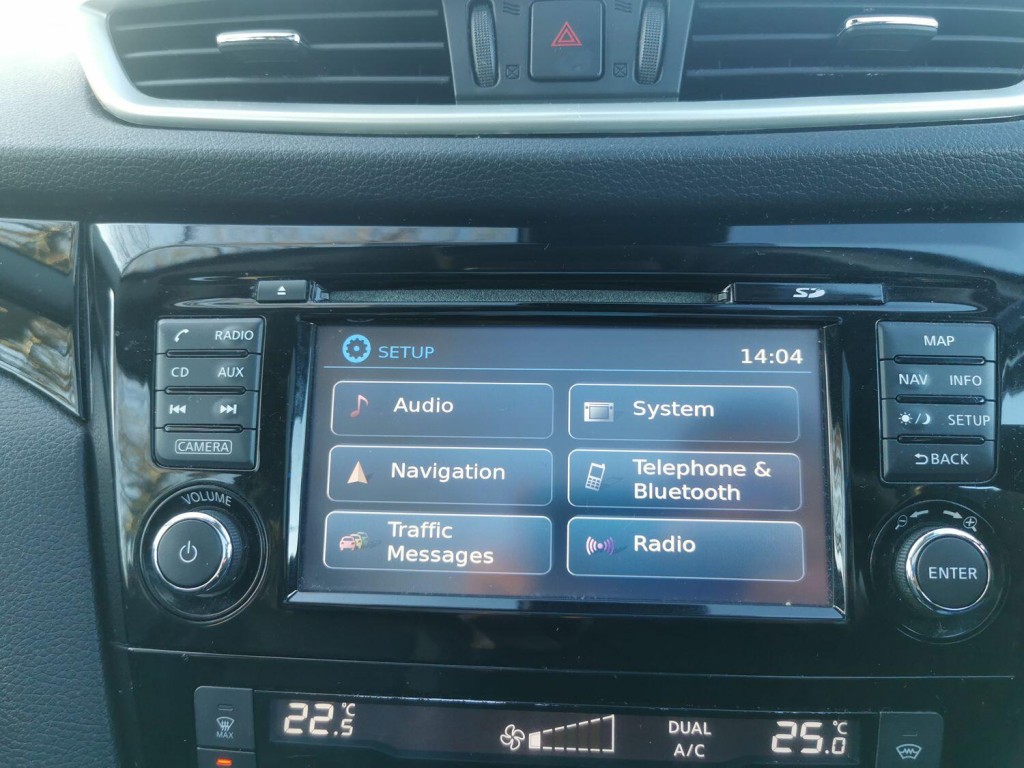 SD
RADIO
CD AUX
CAMERA
VOLUME
SETUP 14:04
Audio
System
Navigation
Telephone &
Bluetooth
Traffic
Messages
Radio
MAP
NAV INFO
SETUP
BACK
ENTER
MAX
22.5°C
DUAL
A/C
25.0°C